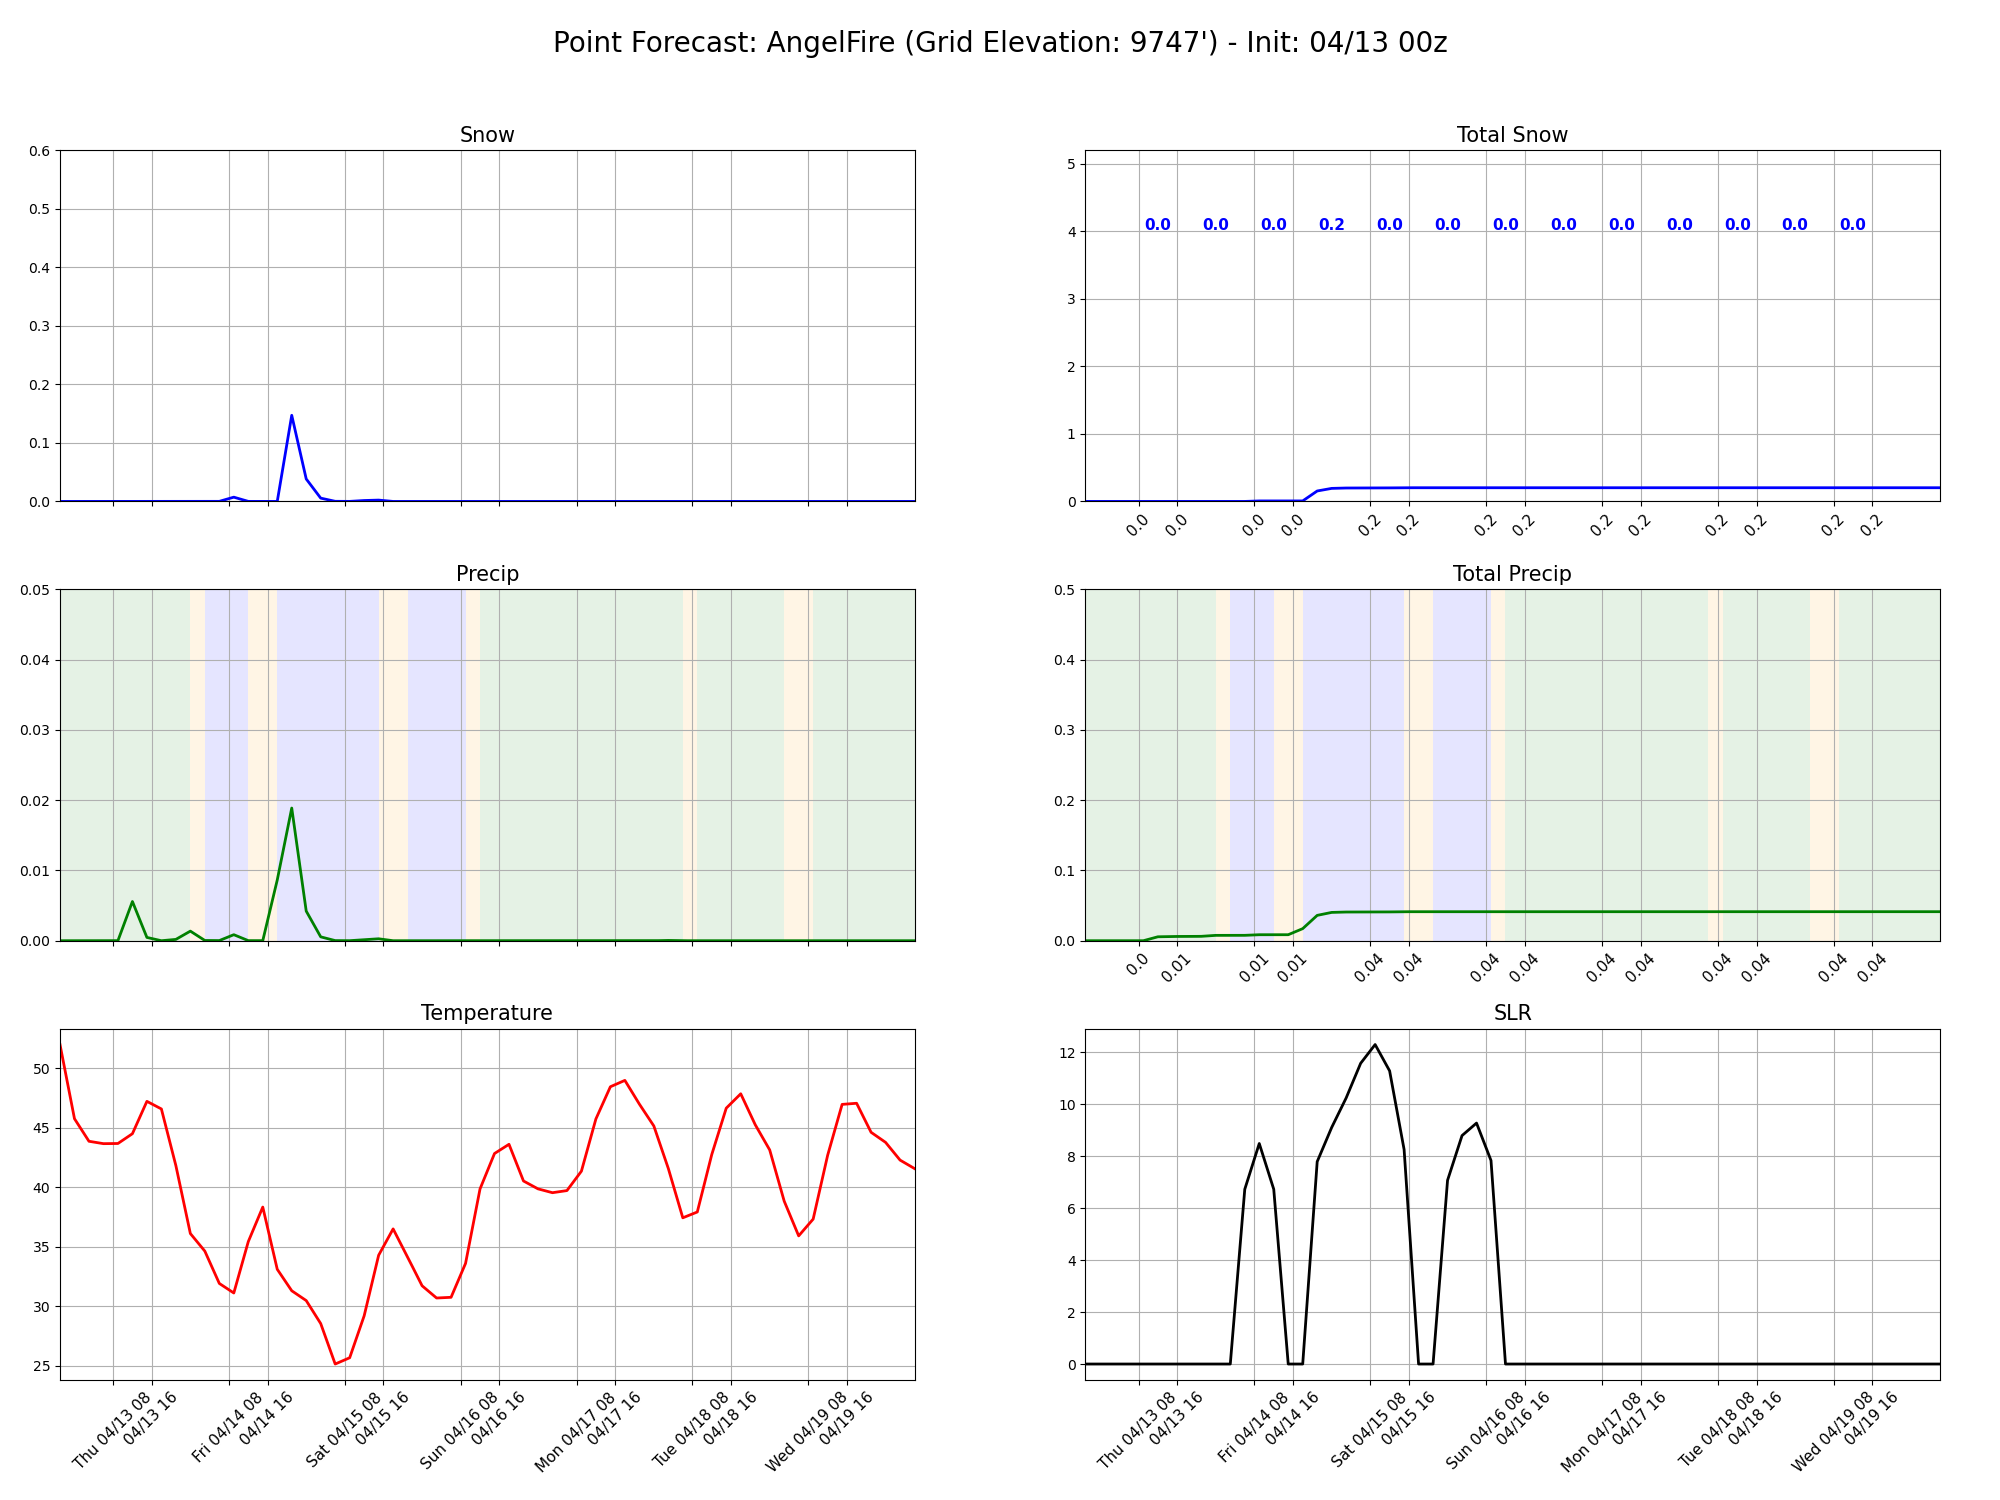 Point Forecast: AngelFire (Grid Elevation: 9747') - Init: 04/13 00z
Snow
0.6
0.5
0.4
0.3
0.2
0.1
0.0
Total Snow
5
4
3
2
1
0
0.0 0.0 0.0 0.2 0.0 0.0 0.0 0.0 0.0 0.0 0.0 0.0 0.0
0.0 0.0 0.0 0.0 0.2 0.2 0.2 0.2 0.2 0.2 0.2 0.2 0.2 0.2
Precip
0.05
0.04
0.03
0.02
0.01
0.00
Total Precip
0.5
0.4
0.3
0.2
0.1
0.0
0.0 0.01 0.01 0.01 0.04 0.04 0.04 0.04 0.04 0.04 0.04 0.04 0.04 0.04
Temperature
50
45
40
35
30
25
Thu 04/13 08
04/13 16
Fri 04/14 08
04/14 16
Sat 04/15 08
04/15 16
Sun 04/16 08
04/16 16
Mon 04/17 08
04/17 16
Tue 04/18 08
04/18 16
Wed 04/19 08
04/19 16
SLR
12
10
8
6
4
2
0
Thu 04/13 08
04/13 16
Fri 04/14 08
04/14 16
Sat 04/15 08
04/15 16
Sun 04/16 08
04/16 16
Mon 04/17 08
04/17 16
Tue 04/18 08
04/18 16
Wed 04/19 08
04/19 16